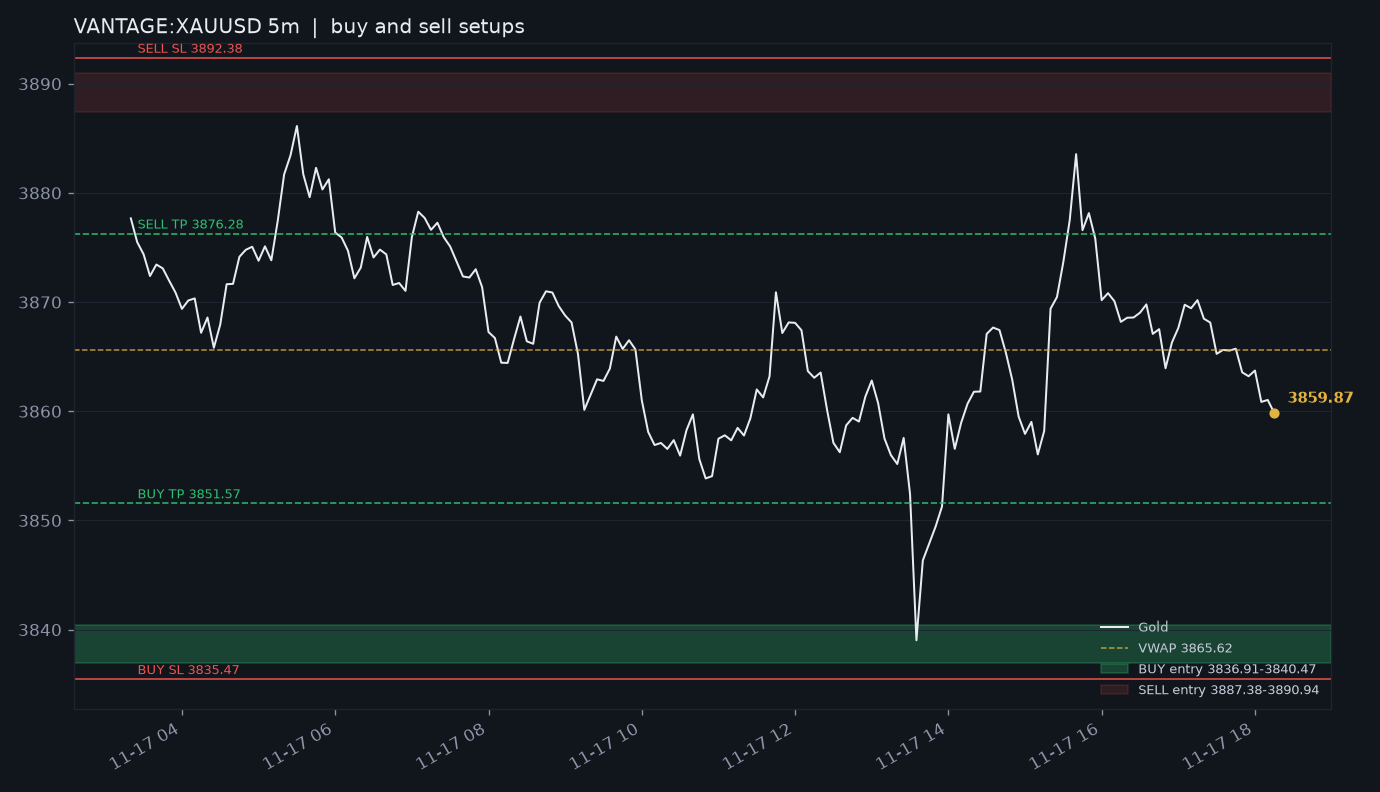 VANTAGE:XAUUSD 5m | buy and sell setups
SELL SL 3892.38
3890
3880
SELL TP 3876.28
3870
3860
3859.87
BUY TP 3851.57
3850
3840
BUY SL 3835.47
Gold
VWAP 3865.62
BUY entry 3836.91-3840.47
SELL entry 3887.38-3890.94
11-17 04
11-17 06
11-17 08
11-17 10
11-17 12
11-17 14
11-17 16
11-17 18